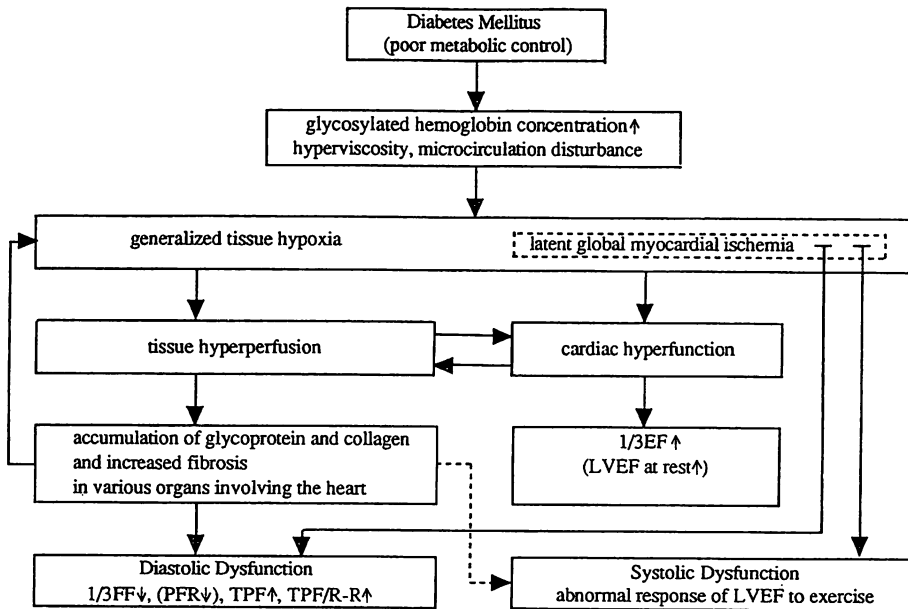 Diabetes Mellitus
(poor metabolic control)
glycosylated hemoglobin concentration↑
hyperviscosity, microcirculation disturbance
generalized tissue hypoxia
latent global myocardial ischemia
tissue hyperperfusion
cardiac hyperfunction
accumulation of glycoprotein and collagen
and increased fibrosis
in various organs involving the heart
1/3EF↑
(LVEF at rest↑)
Diastolic Dysfunction
1/3FF↓, (PFR↓), TPF↑, TPF/R-R↑
Systolic Dysfunction
abnormal response of LVEF to exercise